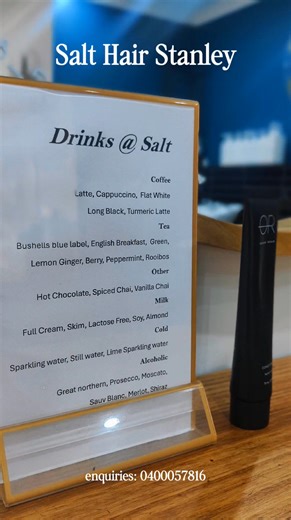 Salt Hair Stanley
Drinks @ Salt
Coffee
Latte, Cappuccino, Flat White
Long Black, Turmeric Latte
Tea
Bushells blue label, English Breakfast, Green,
Lemon Ginger, Berry, Peppermint, Rooibos
Other
Hot Chocolate, Spiced Chai, Vanilla Chai
Milk
Full Cream, Skim, Lactose Free, Soy, Almond
Cold
Sparkling water, Still water, Lime Sparkling water
Alcoholic
Great northern, Prosecco, Moscato,
Sauv Blanc, Merlot, Shiraz
OR
enquiries: 0400057816